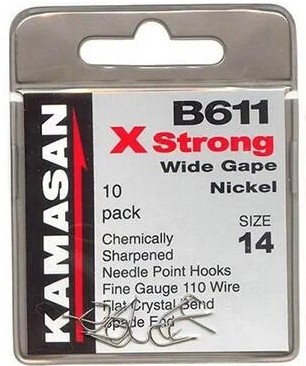 KAMASAN
B611
X Strong
Wide Gape
Nickel
10
pack
SIZE
14
Chemically
Sharpened
Needle Point Hooks
Fine Gauge 110 Wire
Flat Crystal Bend
Spade End